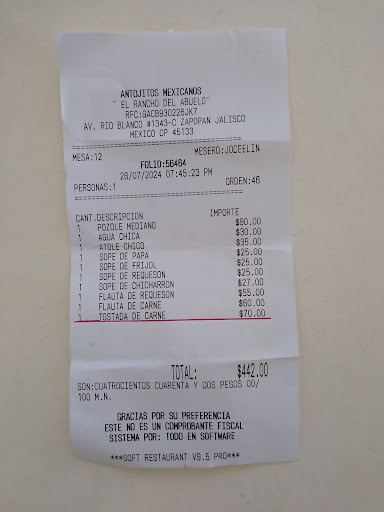 ANTOJITOS MEXICANOS
" EL RANCHO DEL ABUELO"
RFC:GACB930226JK7
AV. RIO BLANCO #1343-C ZAPOPAN JALISCO
MEXICO CP 45133
MESA:12 MESERO:JOCEELIN
FOLIO:56464
26/07/2024 07:45:23 PM
PERSONAS:1 ORDEN:46
CANT.DESCRIPCION IMPORTE
1 POZOLE MEDIANO $90.00
1 AGUA CHICA $30.00
1 ATOLE CHICO $35.00
1 SOPE DE PAPA $25.00
1 SOPE DE FRIJOL $25.00
1 SOPE DE REQUESON $25.00
1 SOPE DE CHICHARRON $27.00
1 FLAUTA DE REQUESON $55.00
1 FLAUTA DE CARNE $60.00
1 TOSTADA DE CARNE $70.00
TOTAL: $442.00
SON:CUATROCIENTOS CUARENTA Y DOS PESOS 00/
100 M.N.
GRACIAS POR SU PREFERENCIA
ESTE NO ES UN COMPROBANTE FISCAL
SISTEMA POR: TODO EN SOFTWARE
***SOFT RESTAURANT V9.5 PRO***